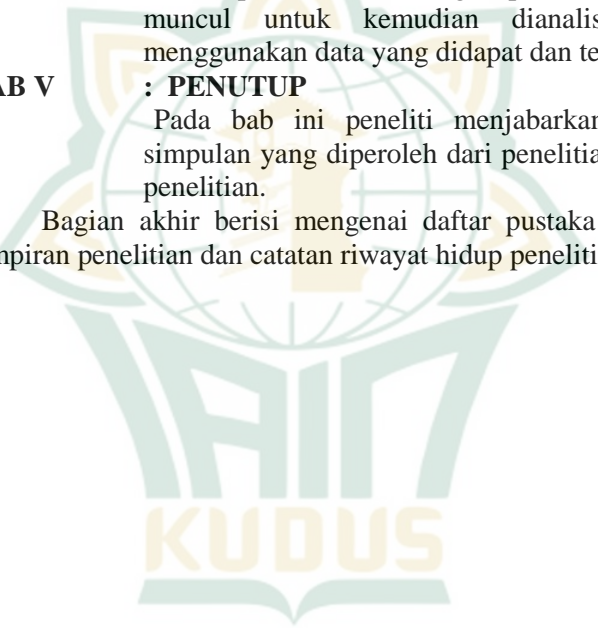 muncul untuk kemudian dianalis
menggunakan data yang didapat dan te
AB V : PENUTUP
Pada bab ini peneliti menjabarkan
simpulan yang diperoleh dari penelitia
penelitian.
Bagian akhir berisi mengenai daftar pustaka
mpiran penelitian dan catatan riwayat hidup peneliti
IAIN
KUDUS